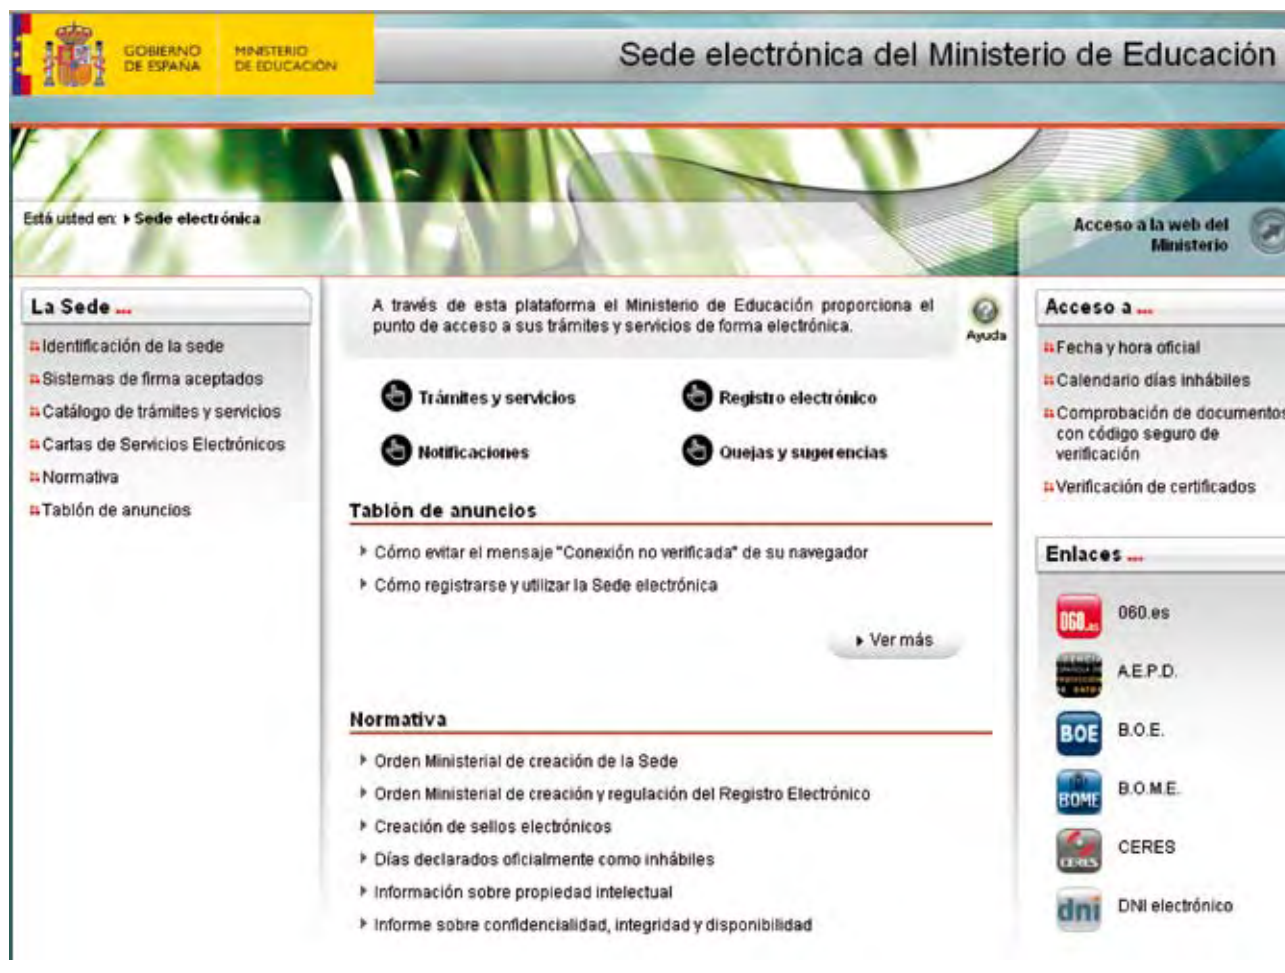 GOBIERNO
DE ESPAÑA
MINISTERIO
DE EDUCACIÓN
Sede electrónica del Ministerio de Educación
Está usted en: Sede electrónica
Acceso a la web del
Ministerio
La Sede ...
Identificación de la sede
Sistemas de firma aceptados
Catálogo de trámites y servicios
Cartas de Servicios Electrónicos
Normativa
Tablón de anuncios
A través de esta plataforma el Ministerio de Educación proporciona el
punto de acceso a sus trámites y servicios de forma electrónica.
Ayuda
Trámites y servicios
Registro electrónico
Notificaciones
Quejas y sugerencias
Tablón de anuncios
Cómo evitar el mensaje "Conexión no verificada" de su navegador
Cómo registrarse y utilizar la Sede electrónica
Ver más
Normativa
Orden Ministerial de creación de la Sede
Orden Ministerial de creación y regulación del Registro Electrónico
Creación de sellos electrónicos
Días declarados oficialmente como inhábiles
Información sobre propiedad intelectual
Informe sobre confidencialidad, integridad y disponibilidad
Acceso a ...
Fecha y hora oficial
Calendario días inhábiles
Comprobación de documentos
con código seguro de
verificación
Verificación de certificados
Enlaces ...
060.es
060.es
A.E.P.D.
BOE
B.O.E.
BOME
B.O.M.E.
CERES
CERES
dni
DNI electrónico